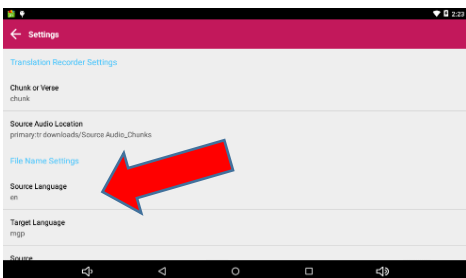 2:23
Settings
Translation Recorder Settings
Chunk or Verse
chunk
Source Audio Location
primary:tr downloads/Source Audio_Chunks
File Name Settings
Source Language
en
Target Language
mgp
Source